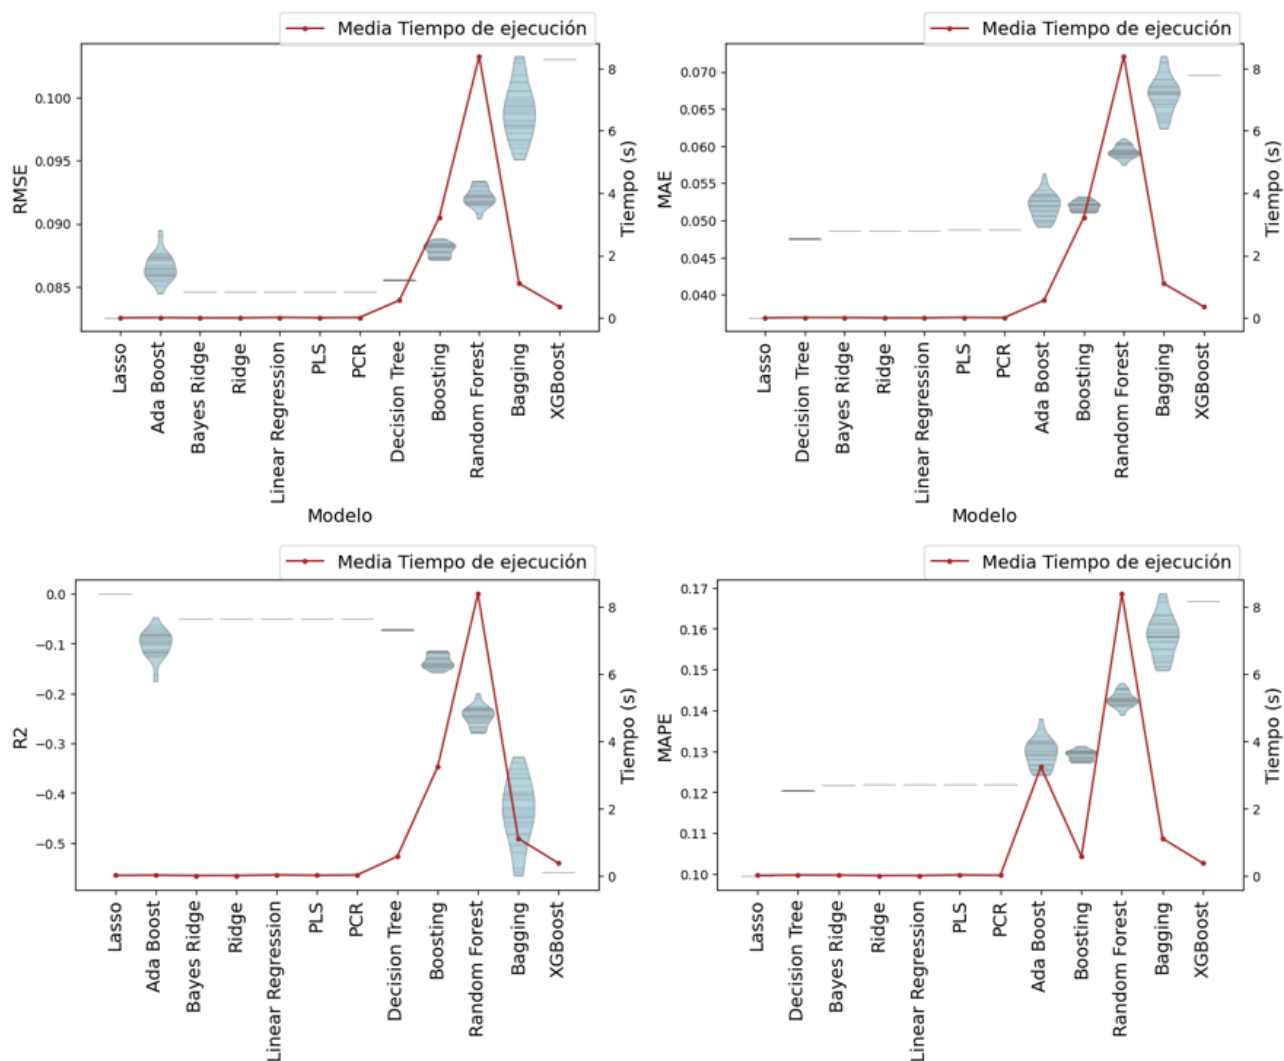 Media Tiempo de ejecución
0.100
0.095
0.090
0.085
RMSE
8
6
4
2
0
Tiempo (s)
Lasso
Ada Boost
Bayes Ridge
Ridge
Linear Regression
PLS
PCR
Decision Tree
Boosting
Random Forest
Bagging
XGBoost
Modelo
Media Tiempo de ejecución
0.070
0.065
0.060
0.055
0.050
0.045
0.040
MAE
8
6
4
2
0
Tiempo (s)
Lasso
Decision Tree
Bayes Ridge
Ridge
Linear Regression
PLS
PCR
Ada Boost
Boosting
Random Forest
Bagging
XGBoost
Modelo
Media Tiempo de ejecución
0.0
−0.1
−0.2
−0.3
−0.4
−0.5
R2
8
6
4
2
0
Tiempo (s)
Lasso
Ada Boost
Bayes Ridge
Ridge
Linear Regression
PLS
PCR
Decision Tree
Boosting
Random Forest
Bagging
XGBoost
Media Tiempo de ejecución
0.17
0.16
0.15
0.14
0.13
0.12
0.11
0.10
MAPE
8
6
4
2
0
Tiempo (s)
Lasso
Decision Tree
Bayes Ridge
Ridge
Linear Regression
PLS
PCR
Ada Boost
Boosting
Random Forest
Bagging
XGBoost